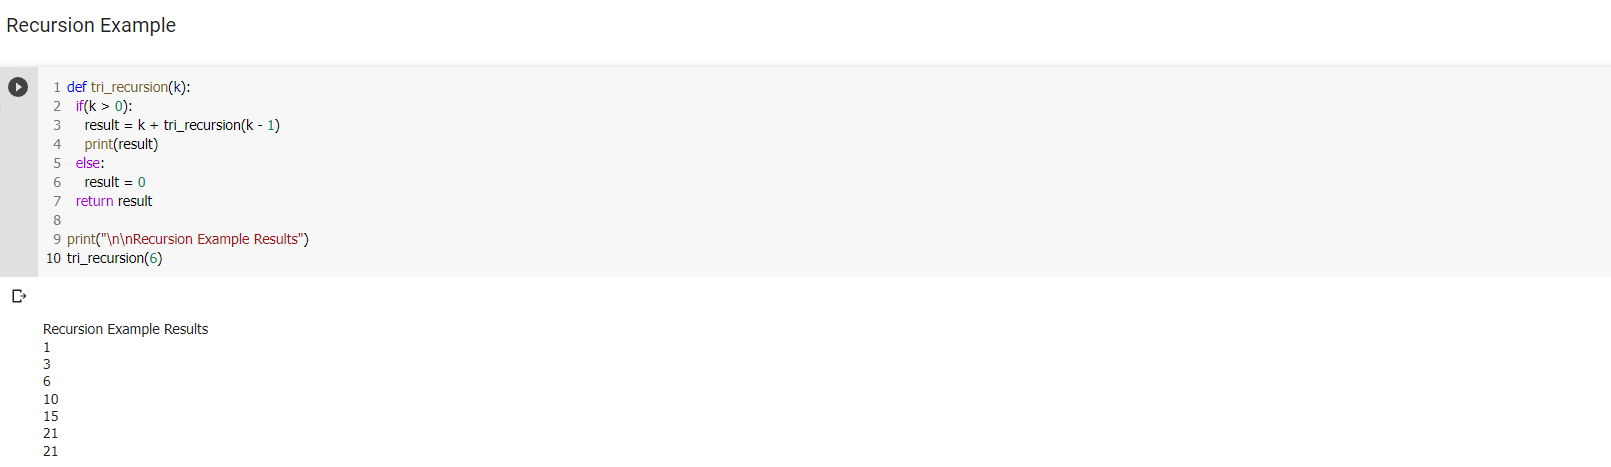 Recursion Example
1 def tri_recursion(k):
2 if(k > 0):
3 result = k + tri_recursion(k - 1)
4 print(result)
5 else:
6 result = 0
7 return result
8
9 print("\n\nRecursion Example Results")
10 tri_recursion(6)
Recursion Example Results
1
3
6
10
15
21
21